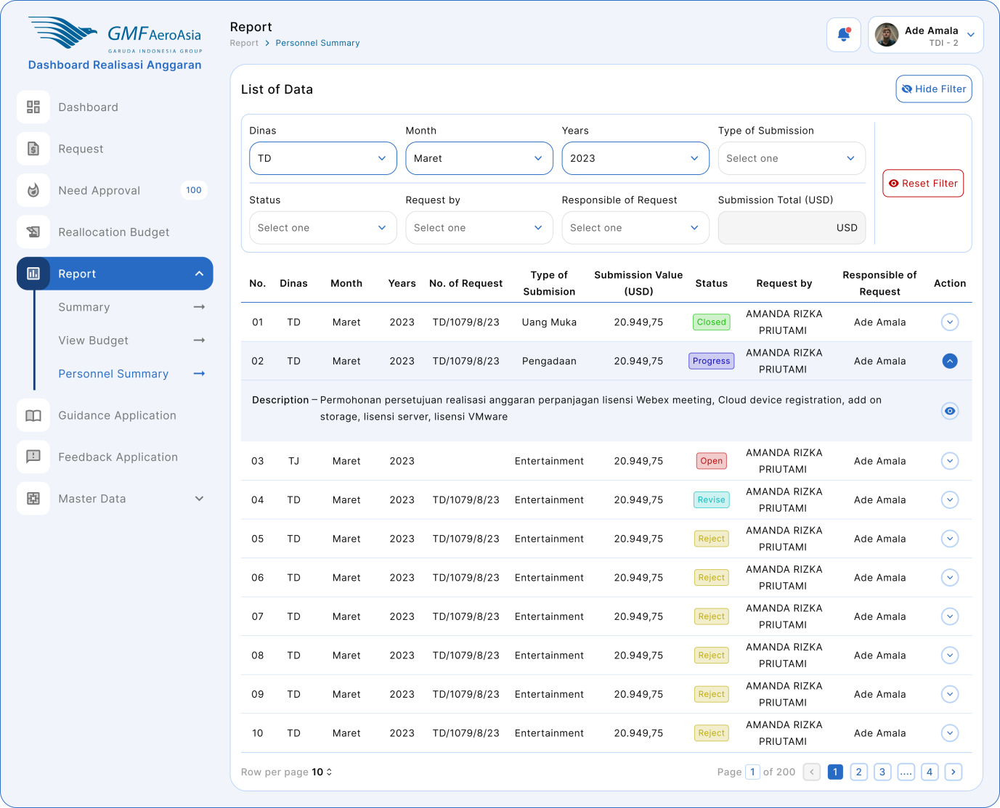 GMF AeroAsia
GARUDA INDONESIA GROUP
Dashboard Realisasi Anggaran
Dashboard
Request
Need Approval 100
Reallocation Budget
Report
Summary
View Budget
Personnel Summary
Guidance Application
Feedback Application
Master Data
Report
Report > Personnel Summary
Ade Amala
TDI - 2
List of Data
Hide Filter
Dinas Month Years Type of Submission
TD Maret 2023 Select one
Reset Filter
Status Request by Responsible of Request Submission Total (USD)
Select one Select one Select one USD
No. Dinas Month Years No. of Request Type of Submision Submission Value (USD) Status Request by Responsible of Request Action
01 TD Maret 2023 TD/1079/8/23 Uang Muka 20.949,75 Closed AMANDA RIZKA PRIUTAMI Ade Amala
02 TD Maret 2023 TD/1079/8/23 Pengadaan 20.949,75 Progress AMANDA RIZKA PRIUTAMI Ade Amala
Description – Permohonan persetujuan realisasi anggaran perpanjagan lisensi Webex meeting, Cloud device registration, add on
storage, lisensi server, lisensi VMware
03 TJ Maret 2023 Entertainment 20.949,75 Open AMANDA RIZKA PRIUTAMI Ade Amala
04 TD Maret 2023 TD/1079/8/23 Entertainment 20.949,75 Revise AMANDA RIZKA PRIUTAMI Ade Amala
05 TD Maret 2023 TD/1079/8/23 Entertainment 20.949,75 Reject AMANDA RIZKA PRIUTAMI Ade Amala
06 TD Maret 2023 TD/1079/8/23 Entertainment 20.949,75 Reject AMANDA RIZKA PRIUTAMI Ade Amala
07 TD Maret 2023 TD/1079/8/23 Entertainment 20.949,75 Reject AMANDA RIZKA PRIUTAMI Ade Amala
08 TD Maret 2023 TD/1079/8/23 Entertainment 20.949,75 Reject AMANDA RIZKA PRIUTAMI Ade Amala
09 TD Maret 2023 TD/1079/8/23 Entertainment 20.949,75 Reject AMANDA RIZKA PRIUTAMI Ade Amala
10 TD Maret 2023 TD/1079/8/23 Entertainment 20.949,75 Reject AMANDA RIZKA PRIUTAMI Ade Amala
Row per page 10 Page 1 of 200 < 1 2 3 .... 4 >